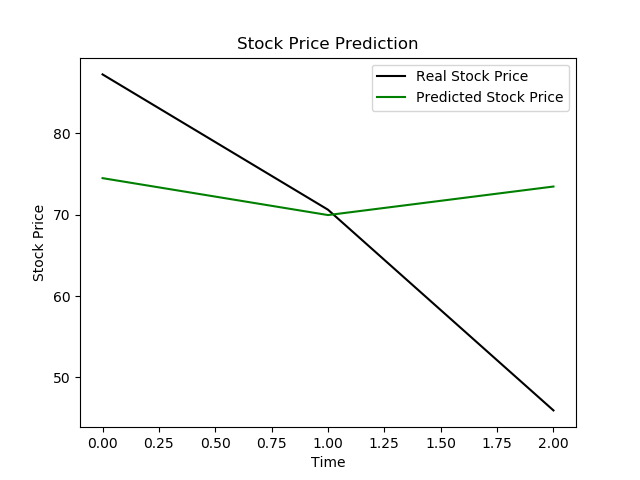 Stock Price Prediction
Real Stock Price
Predicted Stock Price
Stock Price
80
70
60
50
0.00 0.25 0.50 0.75 1.00 1.25 1.50 1.75 2.00
Time